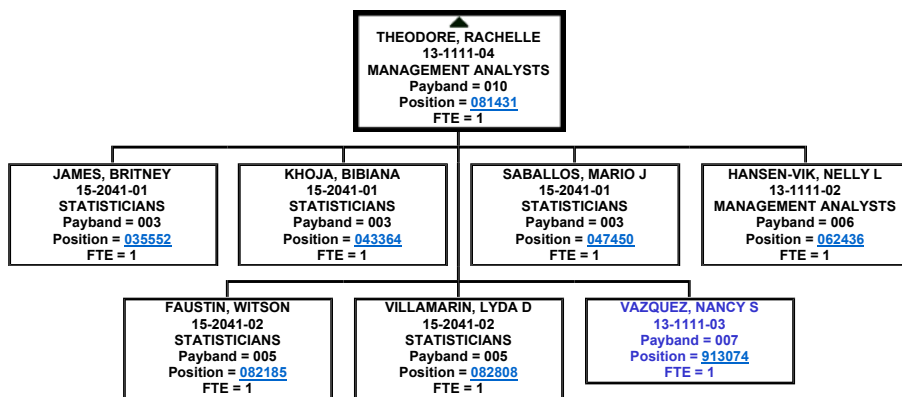 THEODORE, RACHELLE
13-1111-04
MANAGEMENT ANALYSTS
Payband = 010
Position = 081431
FTE = 1
JAMES, BRITNEY
15-2041-01
STATISTICIANS
Payband = 003
Position = 035552
FTE = 1
KHOJA, BIBIANA
15-2041-01
STATISTICIANS
Payband = 003
Position = 043364
FTE = 1
SABALLOS, MARIO J
15-2041-01
STATISTICIANS
Payband = 003
Position = 047450
FTE = 1
HANSEN-VIK, NELLY L
13-1111-02
MANAGEMENT ANALYSTS
Payband = 006
Position = 062436
FTE = 1
FAUSTIN, WITSON
15-2041-02
STATISTICIANS
Payband = 005
Position = 082185
FTE = 1
VILLAMARIN, LYDA D
15-2041-02
STATISTICIANS
Payband = 005
Position = 082808
FTE = 1
VAZQUEZ, NANCY S
13-1111-03
Payband = 007
Position = 913074
FTE = 1